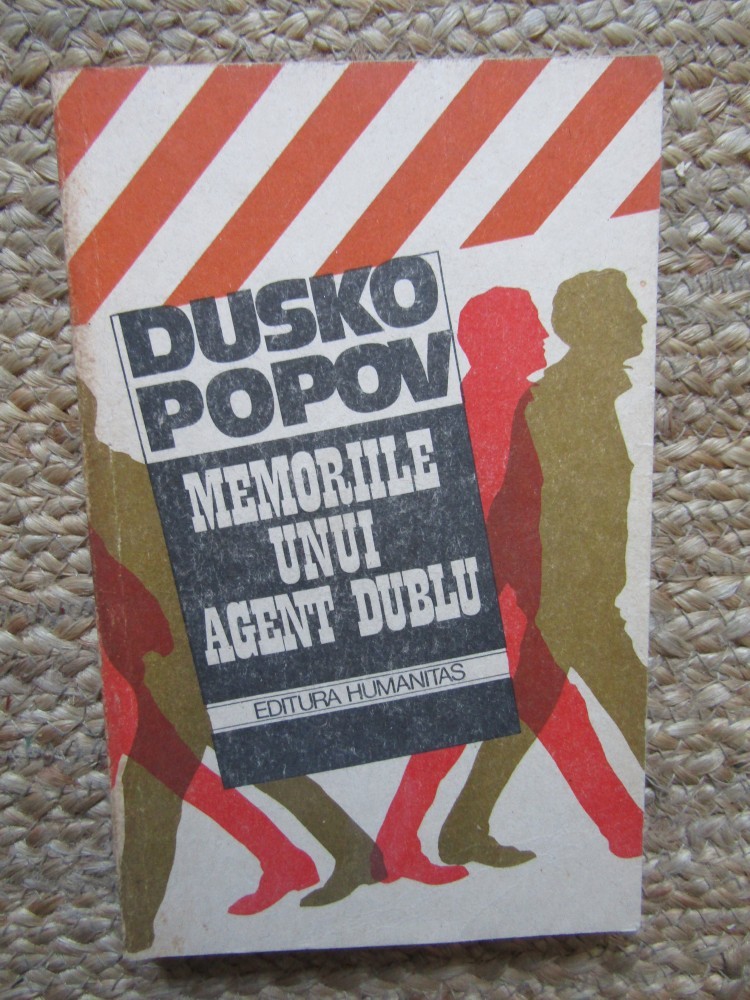 DUSKO
POPOV
MEMORIILE
UNUI
AGENT DUBLU
EDITURA HUMANITAS